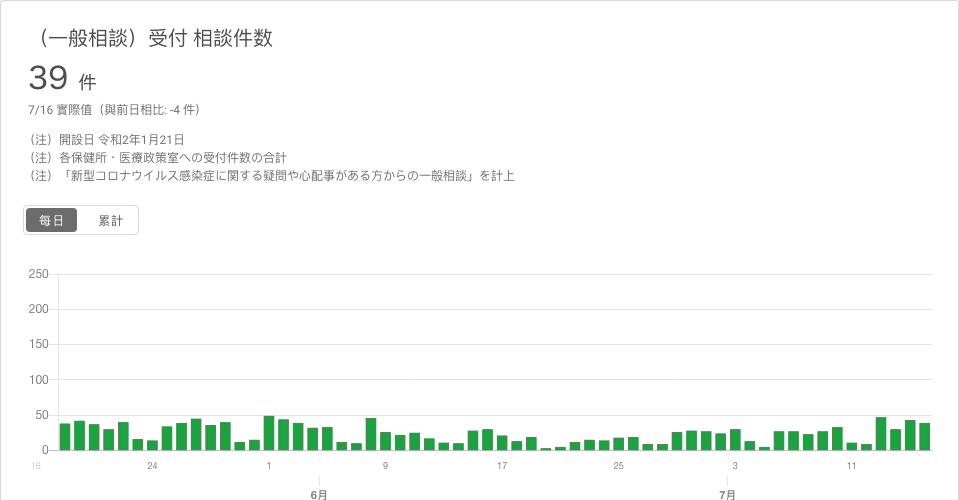 （一般相談）受付 相談件数
39 件
7/16 實際值（與前日相比: -4 件）
（注）開設日 令和2年1月21日
（注）各保健所・医療政策室への受付件数の合計
（注）「新型コロナウイルス感染症に関する疑問や心配事がある方からの一般相談」を計上
每日 累計
250
200
150
100
50
0
16 24 1 9 17 25 3 11
6月 7月